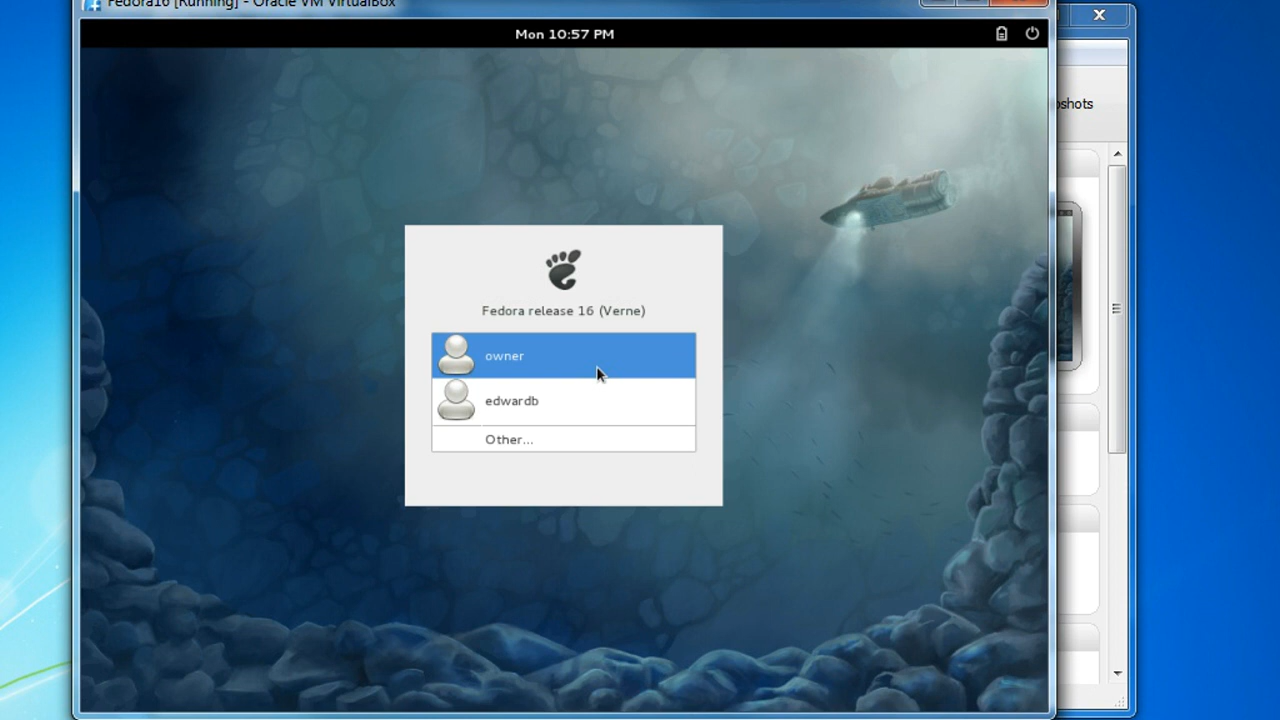 Fedora16 [Running] - Oracle VM VirtualBox
Mon 10:57 PM
pshots
Fedora release 16 (Verne)
owner
edwardb
Other...